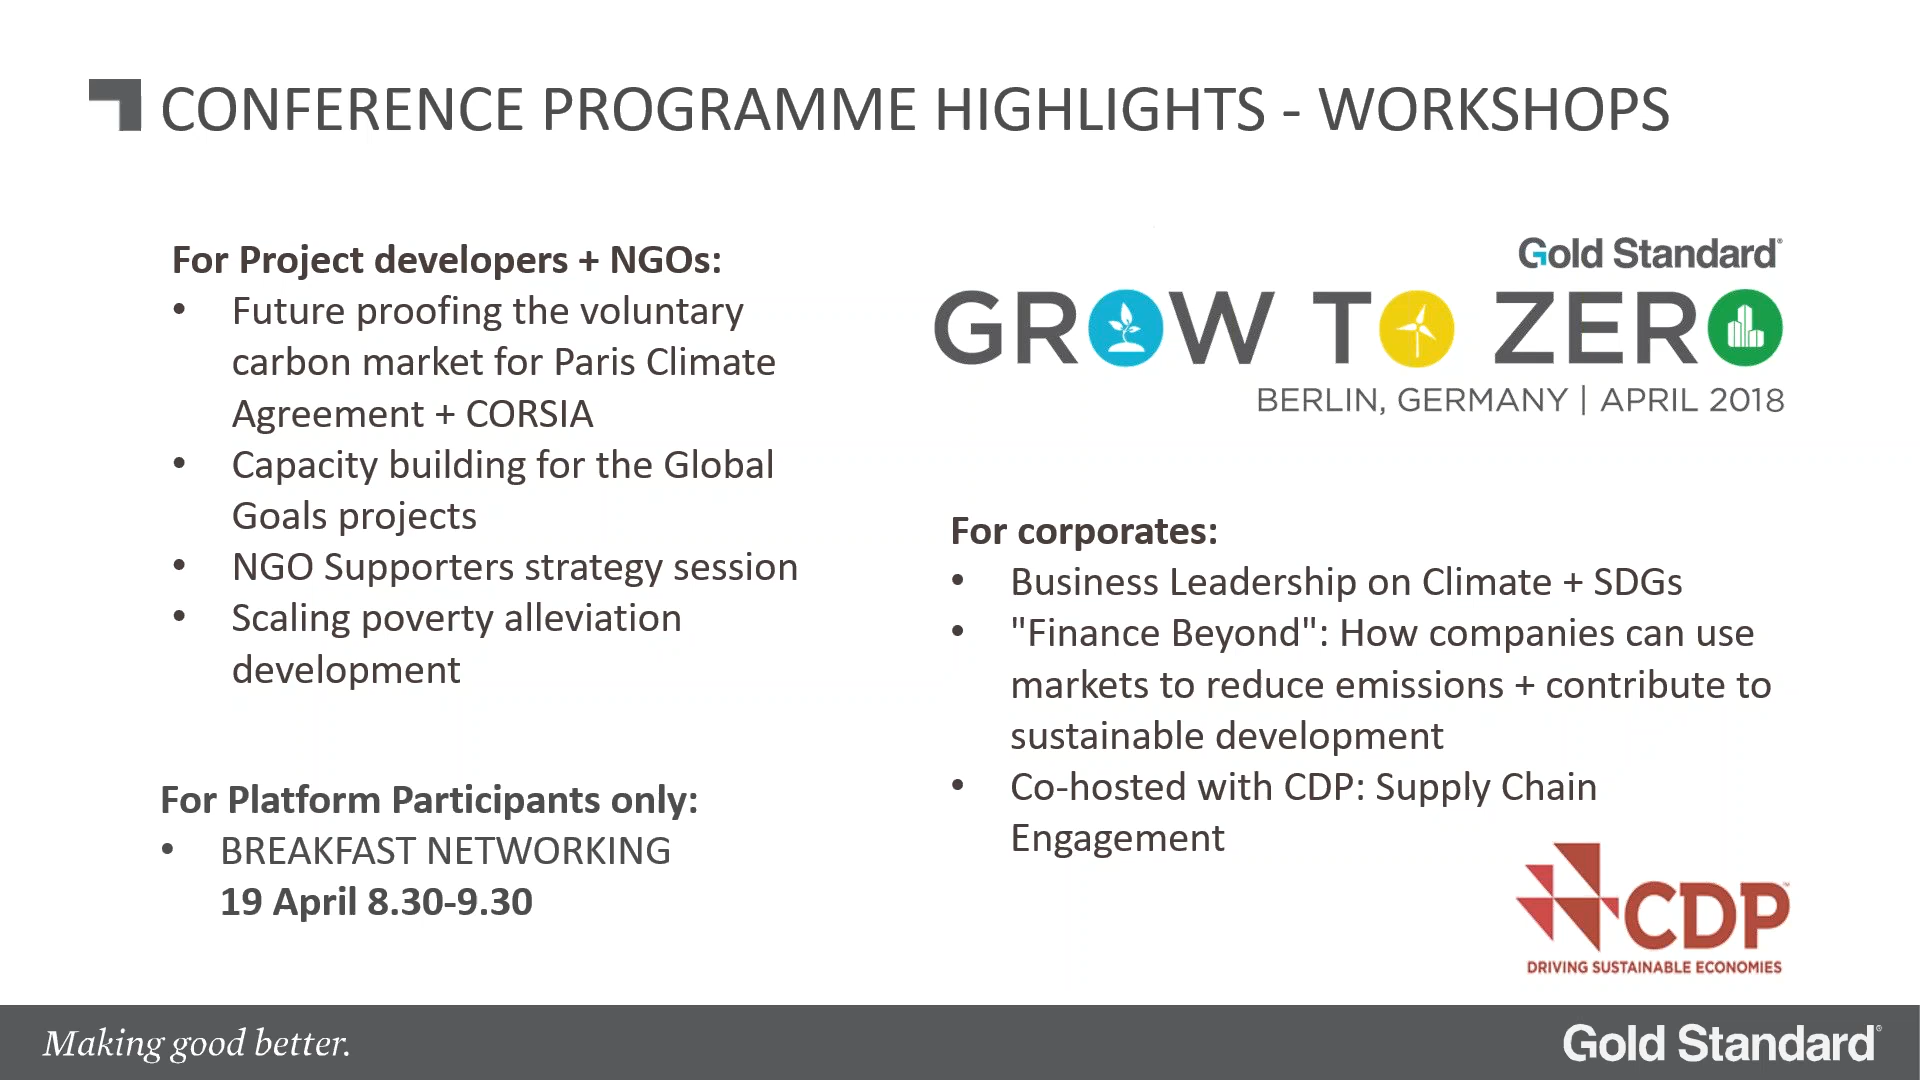 CONFERENCE PROGRAMME HIGHLIGHTS - WORKSHOPS
For Project developers + NGOs:
• Future proofing the voluntary
carbon market for Paris Climate
Agreement + CORSIA
• Capacity building for the Global
Goals projects
• NGO Supporters strategy session
• Scaling poverty alleviation
development
For Platform Participants only:
• BREAKFAST NETWORKING
19 April 8.30-9.30
Gold Standard®
GROW TO ZERO
BERLIN, GERMANY | APRIL 2018
For corporates:
• Business Leadership on Climate + SDGs
• "Finance Beyond": How companies can use
markets to reduce emissions + contribute to
sustainable development
• Co-hosted with CDP: Supply Chain
Engagement
CDP™
DRIVING SUSTAINABLE ECONOMIES
Making good better.
Gold Standard®